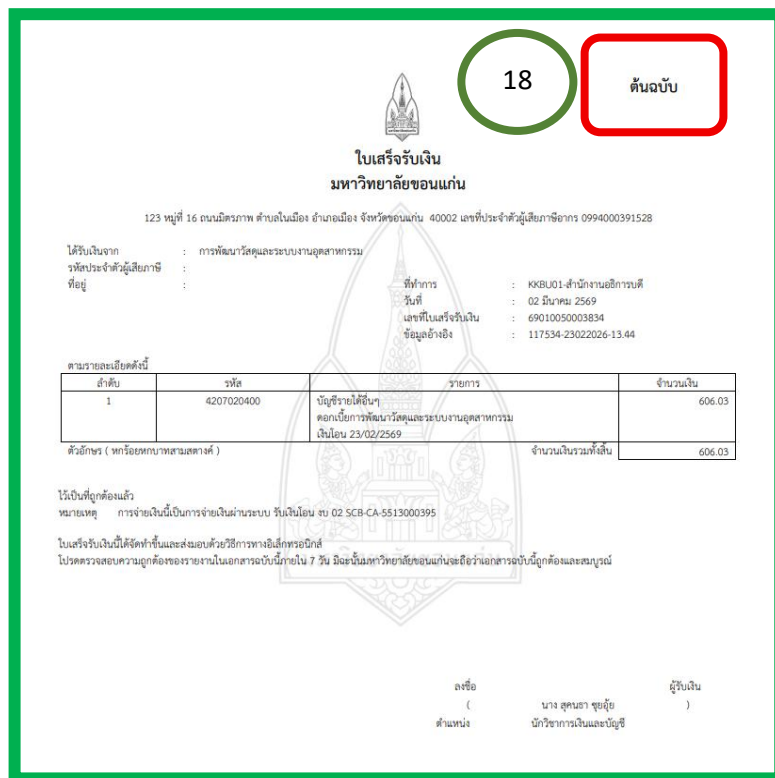 18
ต้นฉบับ
ใบเสร็จรับเงิน
มหาวิทยาลัยขอนแก่น
123 หมู่ที่ 16 ถนนมิตรภาพ ตำบลในเมือง อำเภอเมือง จังหวัดขอนแก่น 40002 เลขที่ประจำตัวผู้เสียภาษีอากร 0994000391528
ได้รับเงินจาก : การพัฒนาวัสดุและระบบงานอุตสาหกรรม
รหัสประจำตัวผู้เสียภาษี :
ที่อยู่ :
ที่ทำการ : KKBU01-สำนักงานอธิการบดี
วันที่ : 02 มีนาคม 2569
เลขที่ใบเสร็จรับเงิน : 69010050003834
ข้อมูลอ้างอิง : 117534-23022026-13.44
ตามรายละเอียดดังนี้
ลำดับ รหัส รายการ จำนวนเงิน
1 4207020400 บัญชีรายได้อื่นๆ 606.03
ดอกเบี้ยการพัฒนาวัสดุและระบบงานอุตสาหกรรม
เงินโอน 23/02/2569
ตัวอักษร ( หกร้อยหกบาทสามสตางค์ ) จำนวนเงินรวมทั้งสิ้น 606.03
ไว้เป็นที่ถูกต้องแล้ว
หมายเหตุ การจ่ายเงินนี้เป็นการจ่ายเงินผ่านระบบ รับเงินโอน งบ 02 SCB-CA-5513000395
ใบเสร็จรับเงินนี้ได้จัดทำขึ้นและส่งมอบด้วยวิธีการทางอิเล็กทรอนิกส์
โปรดตรวจสอบความถูกต้องของรายงานในเอกสารฉบับนี้ภายใน 7 วัน มิฉะนั้นมหาวิทยาลัยขอนแก่นจะถือว่าเอกสารฉบับนี้ถูกต้องและสมบูรณ์
ลงชื่อ ผู้รับเงิน
( นาง สุคนธา ซุยอุ้ย )
ตำแหน่ง นักวิชาการเงินและบัญชี